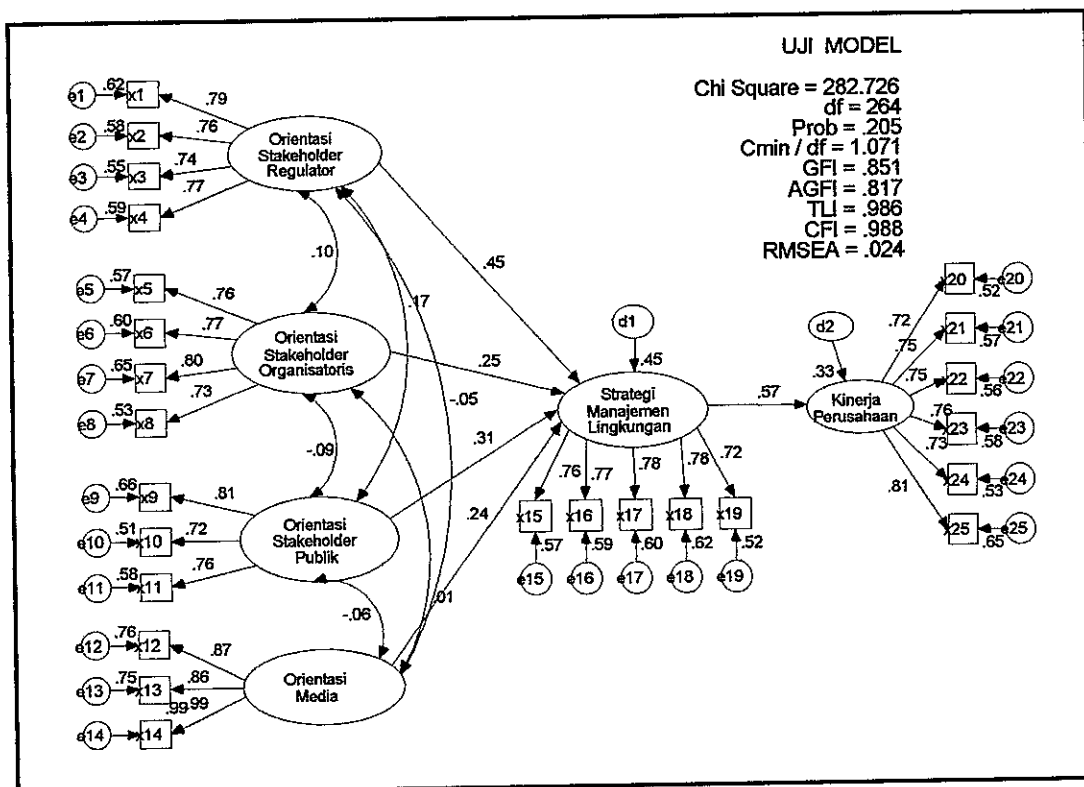 UJI MODEL
Chi Square = 282.726
df = 264
Prob = .205
Cmin / df = 1.071
GFI = .851
AGFI = .817
TLI = .986
CFI = .988
RMSEA = .024
e1
.62
x1
.79
e2
.58
x2
.76
e3
.55
x3
.74
e4
.59
x4
.77
Orientasi
Stakeholder
Regulator
.10
.17
.45
e5
.57
x5
.76
e6
.60
x6
.77
e7
.65
x7
.80
e8
.53
x8
.73
Orientasi
Stakeholder
Organisatoris
.25
-.05
-.09
.31
e9
.66
x9
.81
e10
.51
x10
.72
e11
.58
x11
.76
Orientasi
Stakeholder
Publik
.24
.01
-.06
e12
.76
x12
.87
e13
.75
x13
.86
e14
.99
x14
.99
Orientasi
Media
d1
.45
Strategi
Manajemen
Lingkungan
.57
.76
.77
.78
.78
.72
x15
x16
x17
x18
x19
.57
.59
.60
.62
.52
e15
e16
e17
e18
e19
d2
.33
Kinerja
Perusahaan
.72
x20
.52
e20
.75
x21
.57
e21
.75
x22
.56
e22
.76
x23
.58
e23
.73
x24
.53
e24
.81
x25
.65
e25